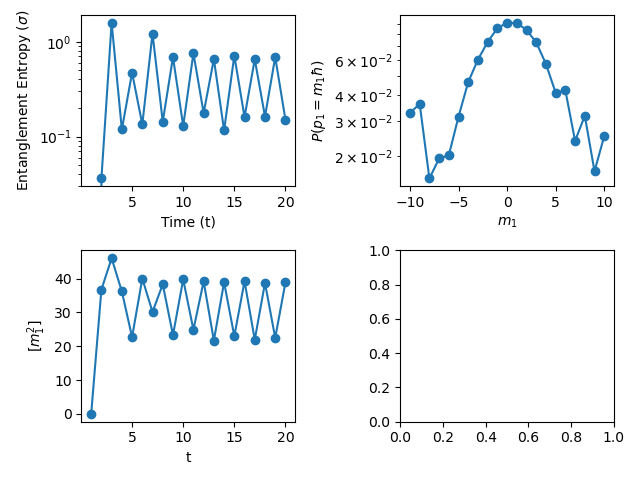 Entanglement Entropy (σ)
10⁰
10⁻¹
5 10 15 20
Time (t)
P(p₁ = m₁ħ)
6 × 10⁻²
4 × 10⁻²
3 × 10⁻²
2 × 10⁻²
−10 −5 0 5 10
m₁
[m₁²]
40
30
20
10
0
5 10 15 20
t
1.0
0.8
0.6
0.4
0.2
0.0
0.0 0.2 0.4 0.6 0.8 1.0